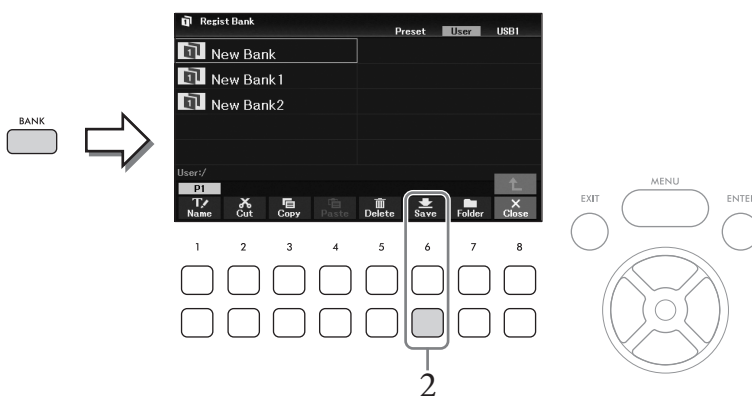 Regist Bank
Preset User USB1
New Bank
New Bank1
New Bank2
BANK
User:/
P1
Name Cut Copy Paste Delete Save Folder Close
EXIT MENU ENTER
1 2 3 4 5 6 7 8
2